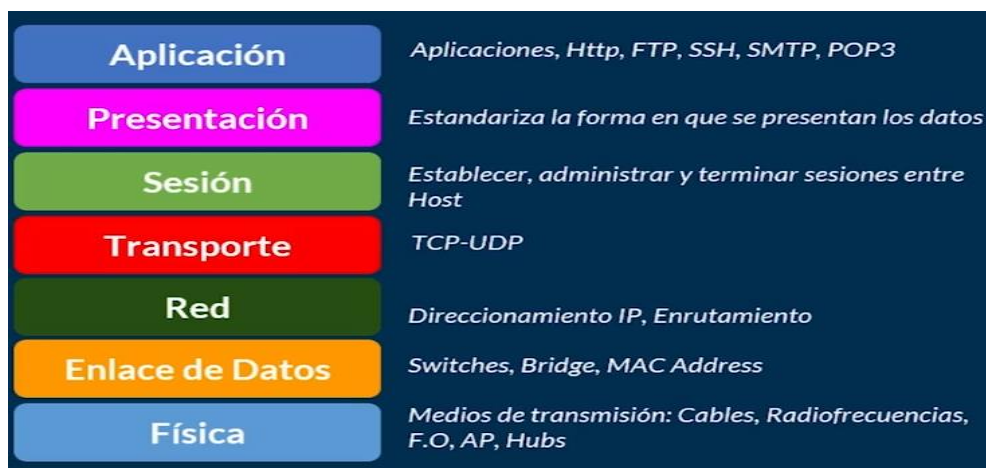 Aplicación
Aplicaciones, Http, FTP, SSH, SMTP, POP3
Presentación
Estandariza la forma en que se presentan los datos
Sesión
Establecer, administrar y terminar sesiones entre
Host
Transporte
TCP-UDP
Red
Direccionamiento IP, Enrutamiento
Enlace de Datos
Switches, Bridge, MAC Address
Física
Medios de transmisión: Cables, Radiofrecuencias,
F.O, AP, Hubs